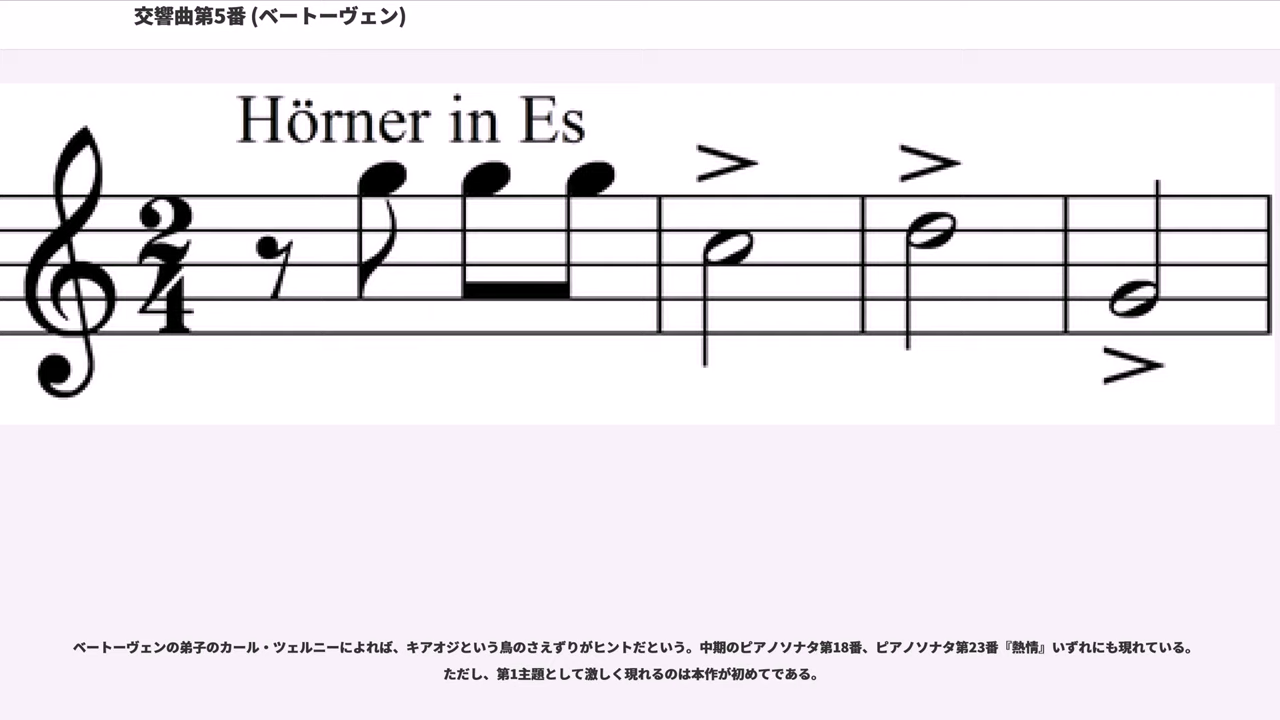 交響曲第5番 (ベートーヴェン)
Hörner in Es
2
4
ベートーヴェンの弟子のカール・ツェルニーによれば、キアオジという鳥のさえずりがヒントだという。中期のピアノソナタ第18番、ピアノソナタ第23番『熱情』いずれにも現れている。
ただし、第1主題として激しく現れるのは本作が初めてである。